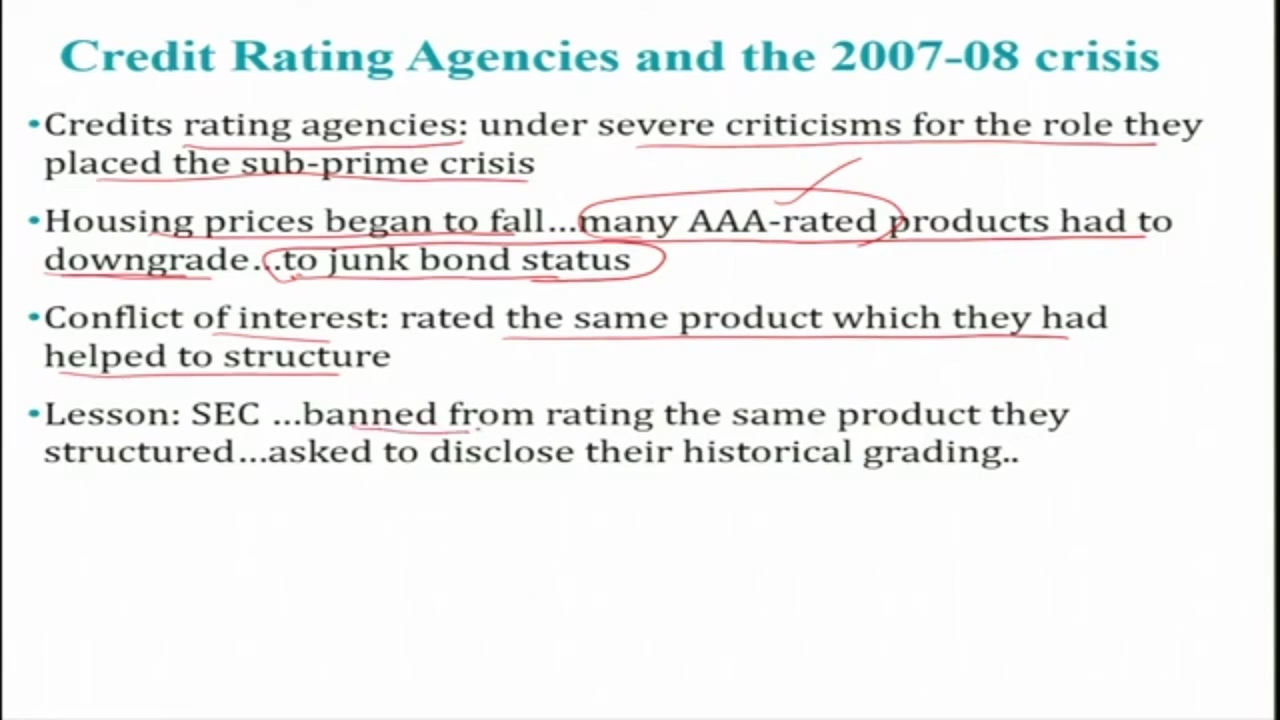 Credit Rating Agencies and the 2007-08 crisis
•Credits rating agencies: under severe criticisms for the role they
placed the sub-prime crisis
•Housing prices began to fall...many AAA-rated products had to
downgrade...to junk bond status
•Conflict of interest: rated the same product which they had
helped to structure
•Lesson: SEC ...banned from rating the same product they
structured...asked to disclose their historical grading..